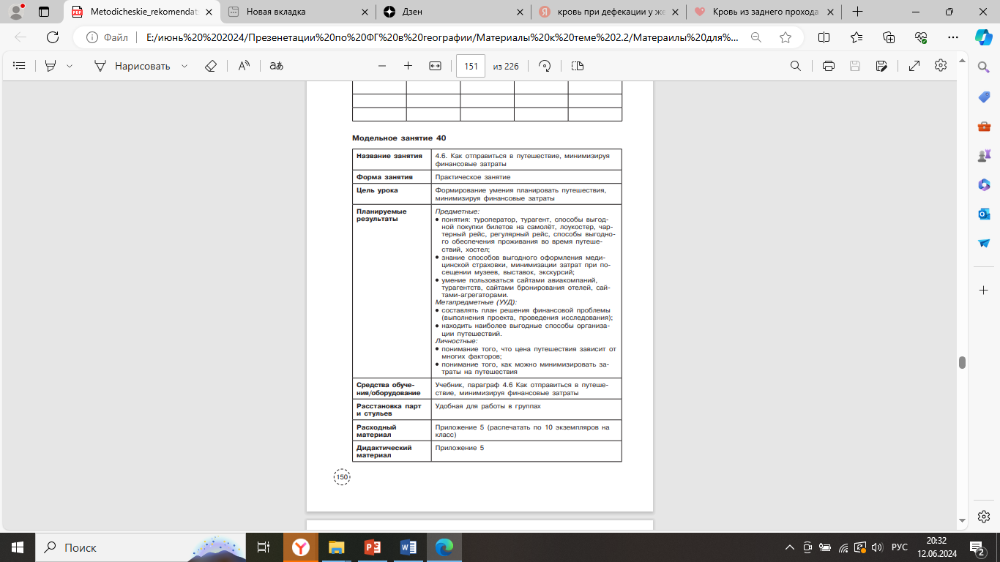 Metodicheskie_rekomendat
Новая вкладка
Дзен
кровь при дефекации у же
Кровь из заднего прохода
Файл
E:/июнь%20%202024/Презенетации%20по%20ФГ%20в%20географии/Материалы%20к%20теме%202.2/Матераилы%20для%...
Нарисовать
151 из 226
Модельное занятие 40
Название занятия
4.6. Как отправиться в путешествие, минимизируя
финансовые затраты
Форма занятия
Практическое занятие
Цель урока
Формирование умения планировать путешествия,
минимизируя финансовые затраты
Планируемые
результаты
Предметные:
• понятия: туроператор, турагент, способы выгод-
ной покупки билетов на самолёт, лоукостер, чар-
терный рейс, регулярный рейс, способы выгодно-
го обеспечения проживания во время путеше-
ствий, хостел;
• знание способов выгодного оформления меди-
цинской страховки, минимизации затрат при по-
сещении музеев, выставок, экскурсий;
• умение пользоваться сайтами авиакомпаний,
турагентств, сайтами бронирования отелей, сай-
тами-агрегаторами.
Метапредметные (УУД):
• составлять план решения финансовой проблемы
(выполнения проекта, проведения исследования);
• находить наиболее выгодные способы организа-
ции путешествий.
Личностные:
• понимание того, что цена путешествия зависит от
многих факторов;
• понимание того, как можно минимизировать за-
траты на путешествия
Средства обуче-
ния/оборудование
Учебник, параграф 4.6 Как отправиться в путеше-
ствие, минимизируя финансовые затраты
Расстановка парт
и стульев
Удобная для работы в группах
Расходный
материал
Приложение 5 (распечатать по 10 экземпляров на
класс)
Дидактический
материал
Приложение 5
150
Поиск
РУС
20:32
12.06.2024
2